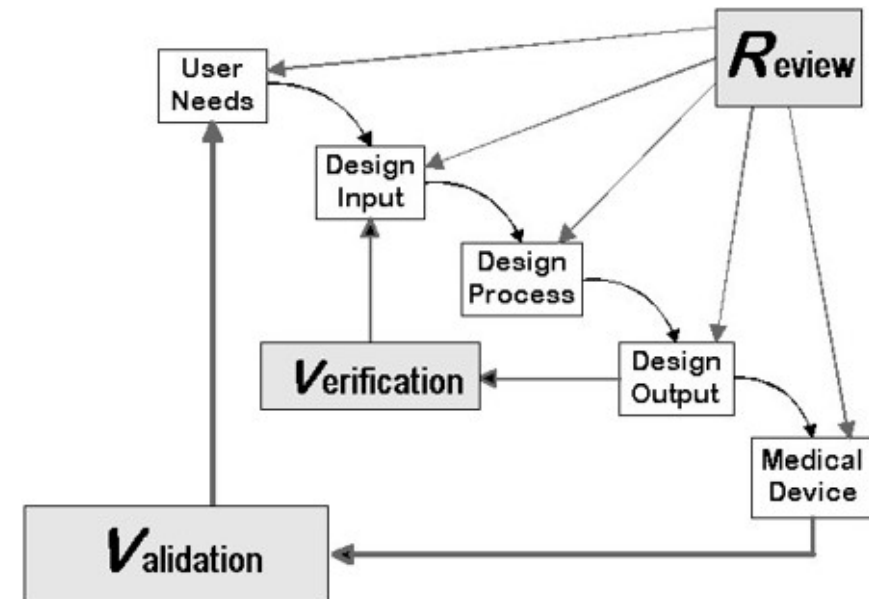 User
Needs
Review
Design
Input
Design
Process
Verification
Design
Output
Medical
Device
Validation